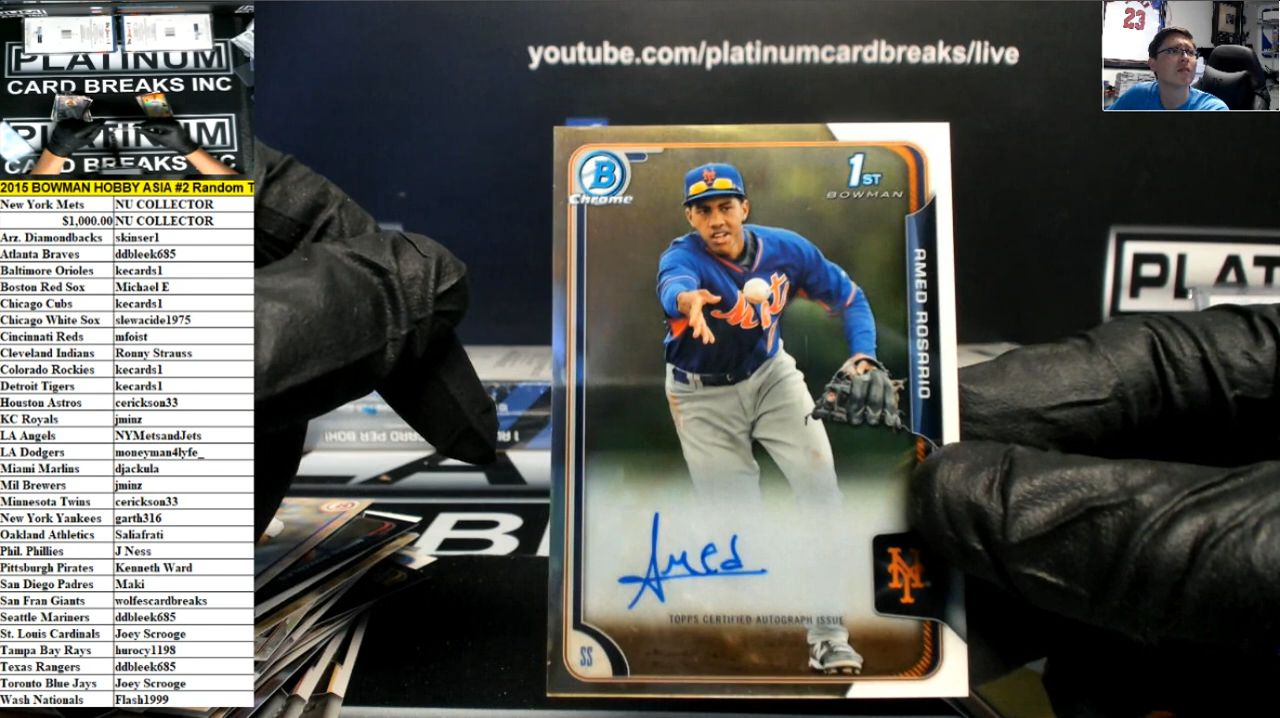 PLATINUM
CARD BREAKS INC
PLATINUM
CARD BREAKS INC
2015 BOWMAN HOBBY ASIA #2 Random T
New York Mets NU COLLECTOR
$1,000.00 NU COLLECTOR
Arz. Diamondbacks skinser1
Atlanta Braves ddbleek685
Baltimore Orioles kecards1
Boston Red Sox Michael E
Chicago Cubs kecards1
Chicago White Sox slewacide1975
Cincinnati Reds mfoist
Cleveland Indians Ronny Strauss
Colorado Rockies kecards1
Detroit Tigers kecards1
Houston Astros cerickson33
KC Royals jminz
LA Angels NYMetsandJets
LA Dodgers moneyman4lyfe_
Miami Marlins djackula
Mil Brewers jminz
Minnesota Twins cerickson33
New York Yankees garth316
Oakland Athletics Saliafrati
Phil. Phillies J Ness
Pittsburgh Pirates Kenneth Ward
San Diego Padres Maki
San Fran Giants wolfescardbreaks
Seattle Mariners ddbleek685
St. Louis Cardinals Joey Scrooge
Tampa Bay Rays hurocy1198
Texas Rangers ddbleek685
Toronto Blue Jays Joey Scrooge
Wash Nationals Flash1999
youtube.com/platinumcardbreaks/live
B
Chrome
1ST
BOWMAN
AMED ROSARIO
Mets
Amed
NY
TOPPS CERTIFIED AUTOGRAPH ISSUE
SS
PLAT
B
23